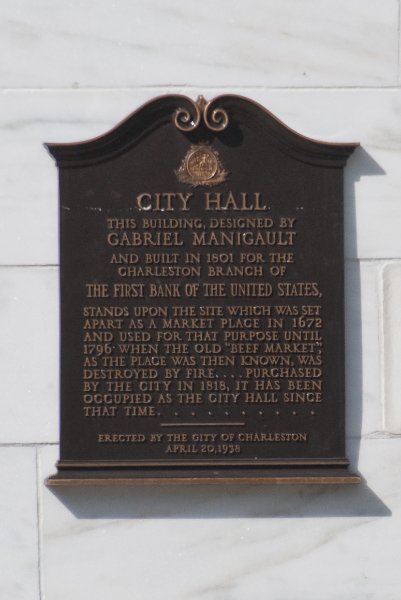 CITY HALL
THIS BUILDING, DESIGNED BY
GABRIEL MANIGAULT
AND BUILT IN 1801 FOR THE
CHARLESTON BRANCH OF
THE FIRST BANK OF THE UNITED STATES,
STANDS UPON THE SITE WHICH WAS SET
APART AS A MARKET PLACE IN 1672
AND USED FOR THAT PURPOSE UNTIL
1796· WHEN THE OLD "BEEF MARKET",
AS THE PLACE WAS THEN KNOWN, WAS
DESTROYED BY FIRE.... PURCHASED
BY THE CITY IN 1818, IT HAS BEEN
OCCUPIED AS THE CITY HALL SINCE
THAT TIME. . . . . . . . . . .
ERECTED BY THE CITY OF CHARLESTON
APRIL 20, 1938